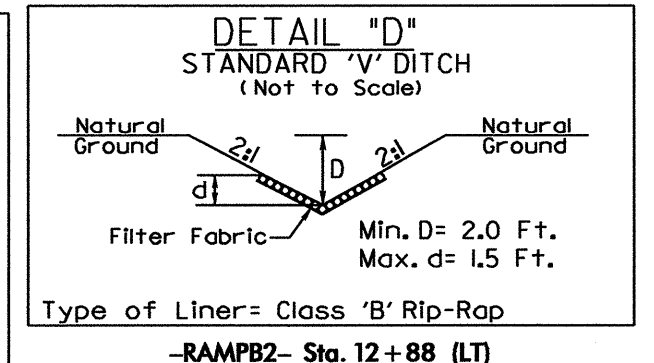 DETAIL "D"
STANDARD 'V' DITCH
(Not to Scale)
Natural
Ground
2:1
D
2:1
Natural
Ground
d
Filter Fabric
Min. D= 2.0 Ft.
Max. d= 1.5 Ft.
Type of Liner= Class 'B' Rip-Rap
-RAMPB2- Sta. 12+88 (LT)